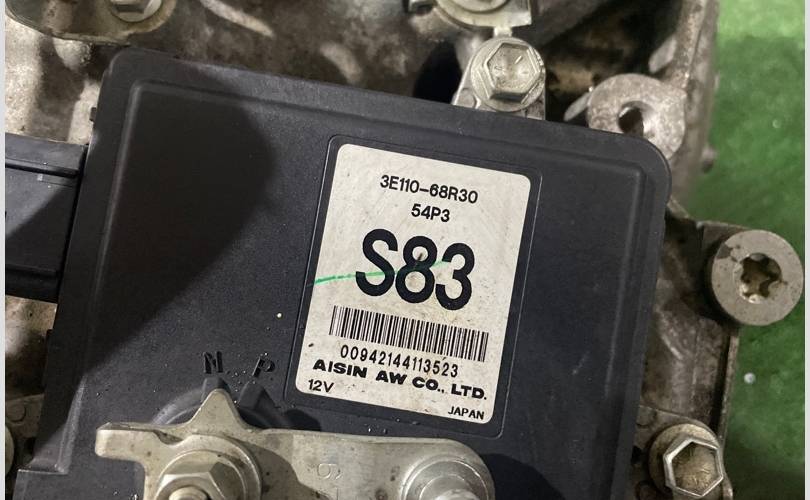 3E110-68R30
54P3
S83
00942144113523
AISIN AW CO., LTD.
12V
JAPAN
N P